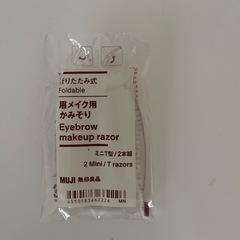 折りたたみ式
Foldable
眉メイク用
かみそり
Eyebrow
makeup razor
ミニT型/2本組
2 Mini/T razors
MUJI 無印良品
MN